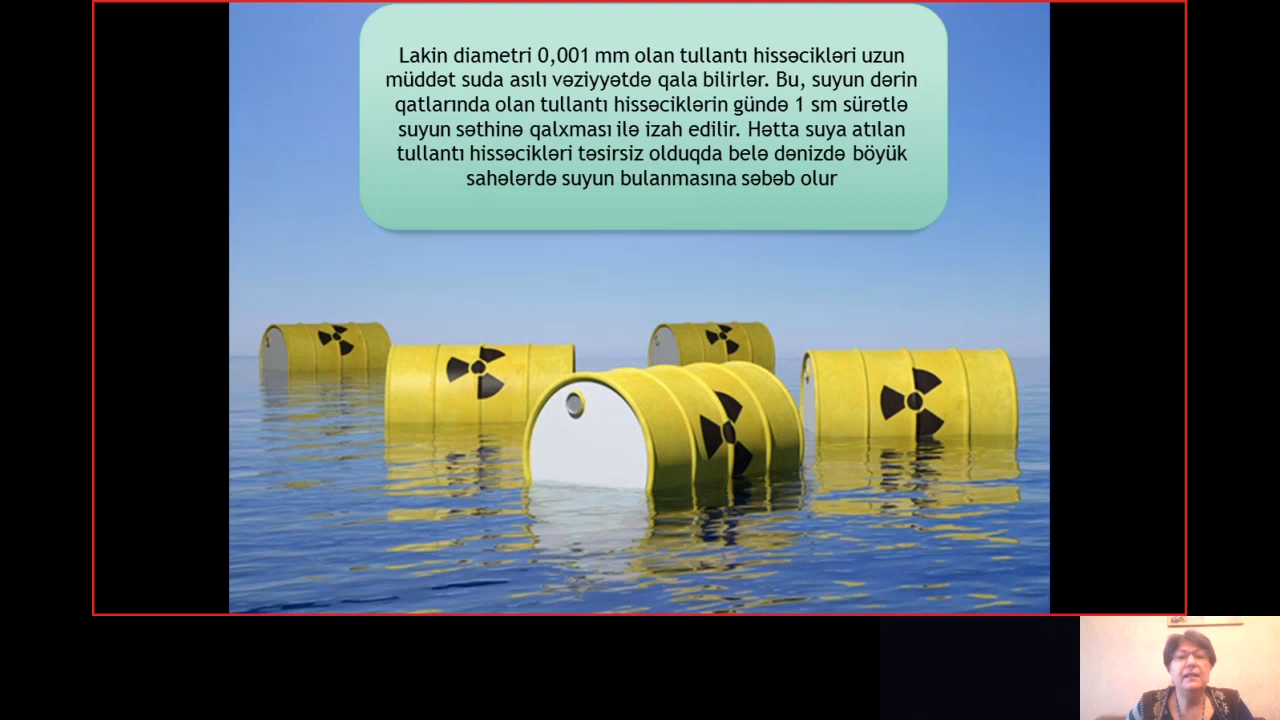 Lakin diametri 0,001 mm olan tullantı hissəcikləri uzun
müddət suda asılı vəziyyətdə qala bilirlər. Bu, suyun dərin
qatlarında olan tullantı hissəciklərin gündə 1 sm sürətlə
suyun səthinə qalxması ilə izah edilir. Hətta suya atılan
tullantı hissəcikləri təsirsiz olduqda belə dənizdə böyük
sahələrdə suyun bulanmasına səbəb olur